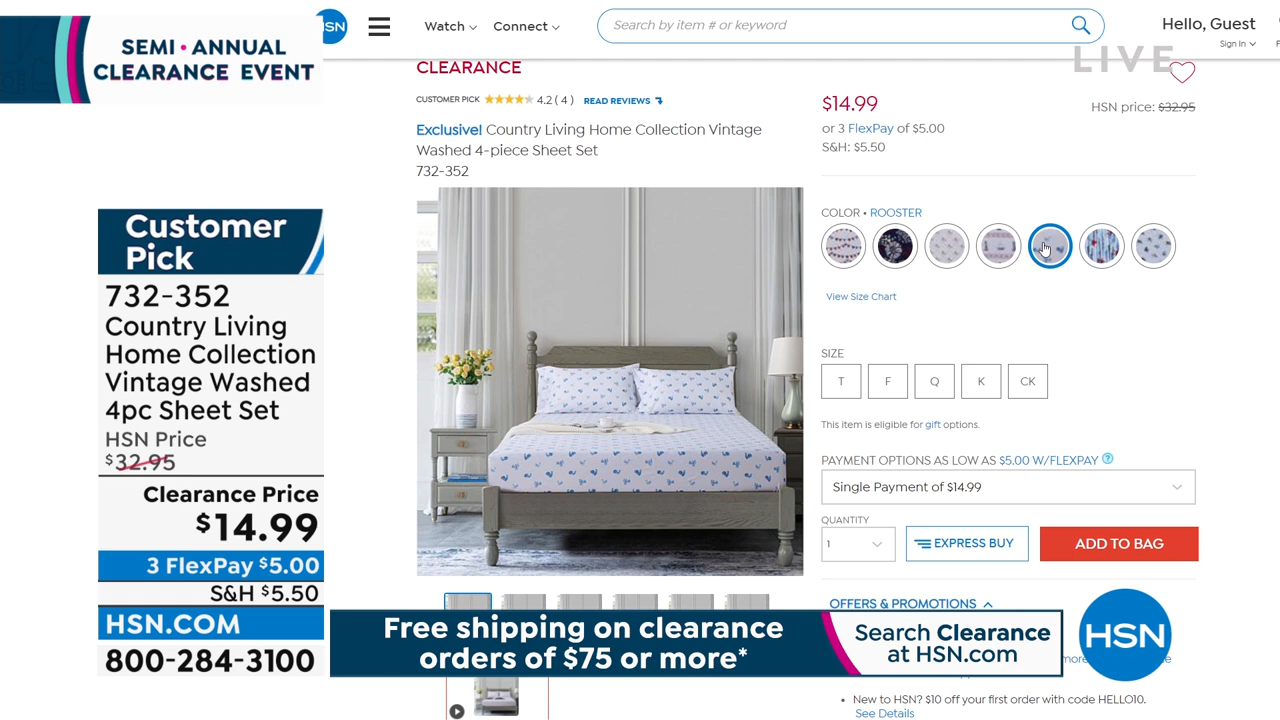 SEMI • ANNUAL
CLEARANCE EVENT
HSN
Watch
Connect
Search by item # or keyword
Hello, Guest
Sign In
LIVE
CLEARANCE
CUSTOMER PICK
4.2 ( 4 )
READ REVIEWS
Exclusive! Country Living Home Collection Vintage
Washed 4-piece Sheet Set
732-352
$14.99
HSN price: $32.95
or 3 FlexPay of $5.00
S&H: $5.50
COLOR • ROOSTER
View Size Chart
SIZE
T
F
Q
K
CK
This item is eligible for gift options.
PAYMENT OPTIONS AS LOW AS $5.00 W/FLEXPAY ?
Single Payment of $14.99
QUANTITY
1
EXPRESS BUY
ADD TO BAG
OFFERS & PROMOTIONS
New to HSN? $10 off your first order with code HELLO10.
See Details
Customer
Pick
732-352
Country Living
Home Collection
Vintage Washed
4pc Sheet Set
HSN Price
$32.95
Clearance Price
$14.99
3 FlexPay $5.00
S&H $5.50
HSN.COM
800-284-3100
Free shipping on clearance
orders of $75 or more*
Search Clearance
at HSN.com
HSN